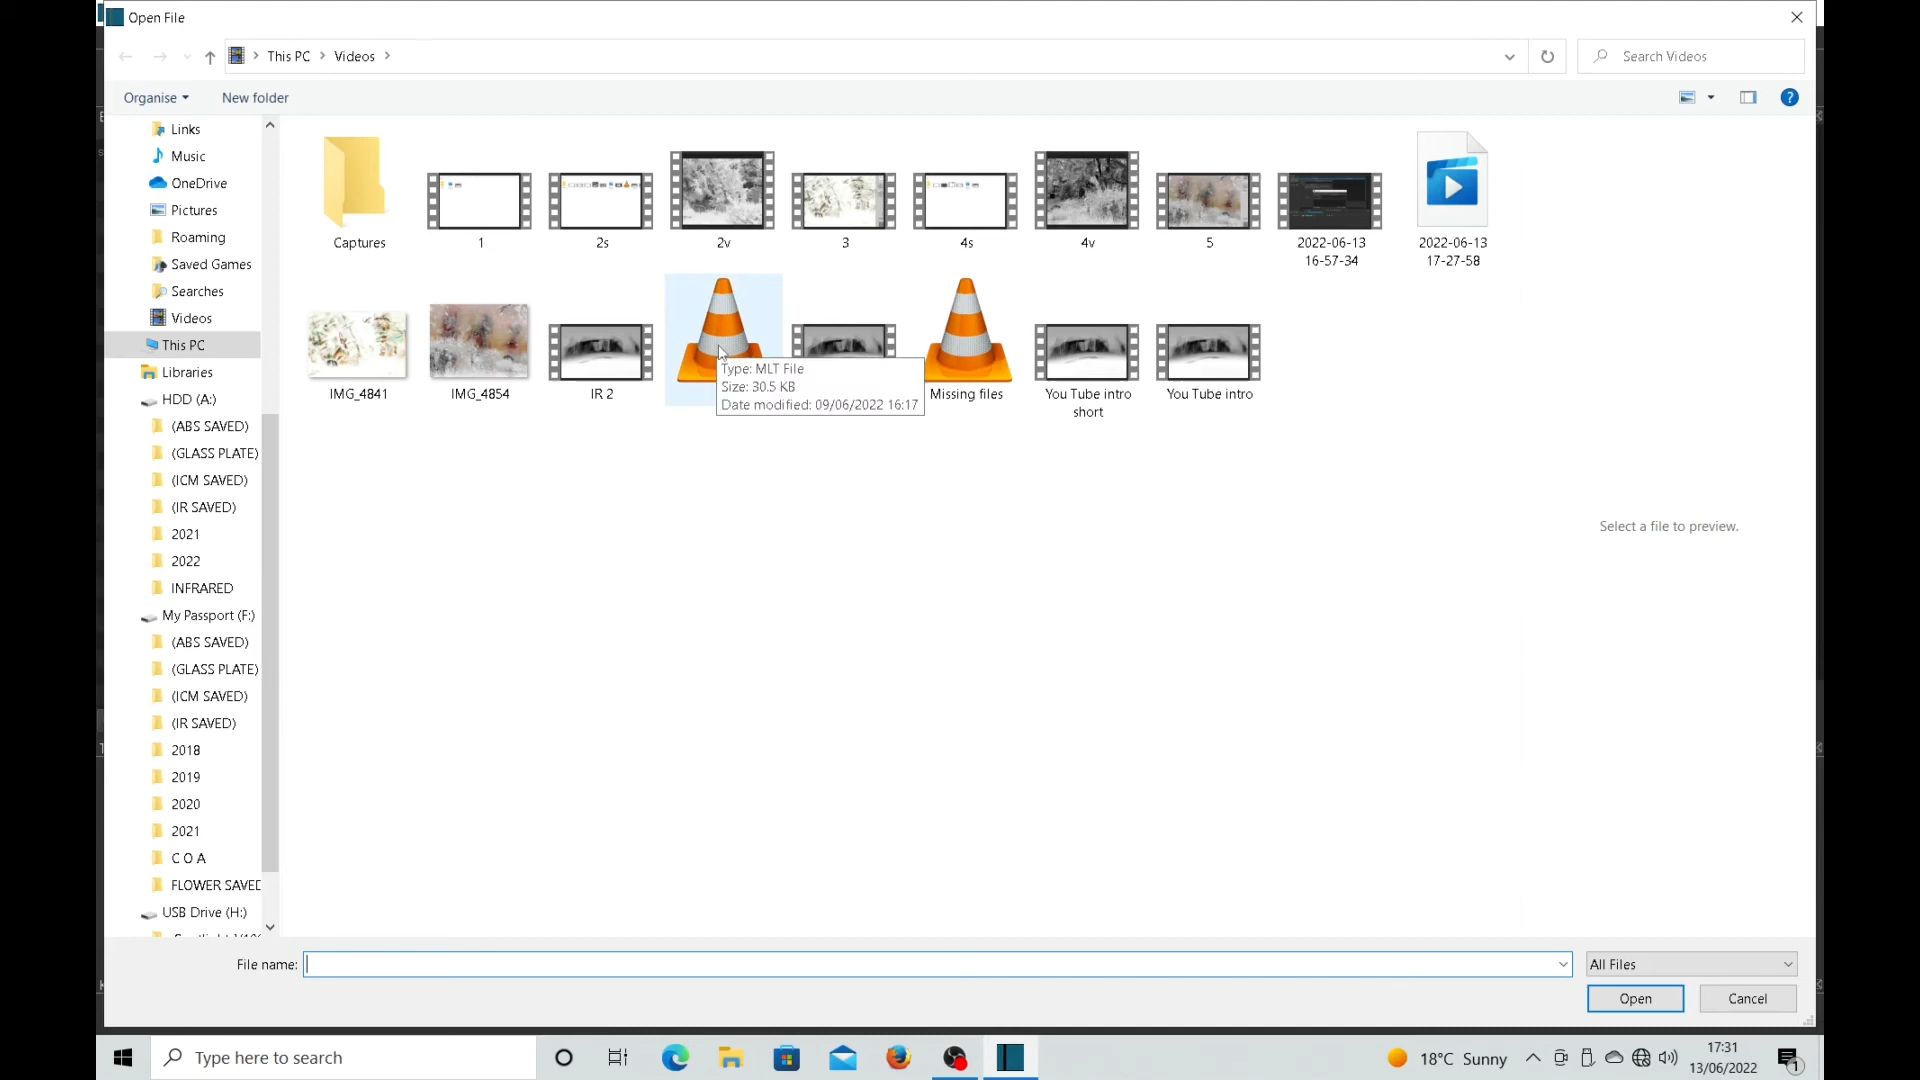 Open File
This PC
Videos
Search Videos
Organise
New folder
?
Links
Music
OneDrive
Pictures
Roaming
Saved Games
Searches
Videos
This PC
Libraries
HDD (A:)
(ABS SAVED)
(GLASS PLATE)
(ICM SAVED)
(IR SAVED)
2021
2022
INFRARED
My Passport (F:)
(ABS SAVED)
(GLASS PLATE)
(ICM SAVED)
(IR SAVED)
2018
2019
2020
2021
C O A
FLOWER SAVED
USB Drive (H:)
Captures
1
2s
2v
3
4s
4v
5
2022-06-13
16-57-34
2022-06-13
17-27-58
IMG_4841
IMG_4854
IR 2
Missing files
You Tube intro
short
You Tube intro
Type: MLT File
Size: 30.5 KB
Date modified: 09/06/2022 16:17
Select a file to preview.
File name:
All Files
Open
Cancel
Type here to search
18°C Sunny
17:31
13/06/2022
1